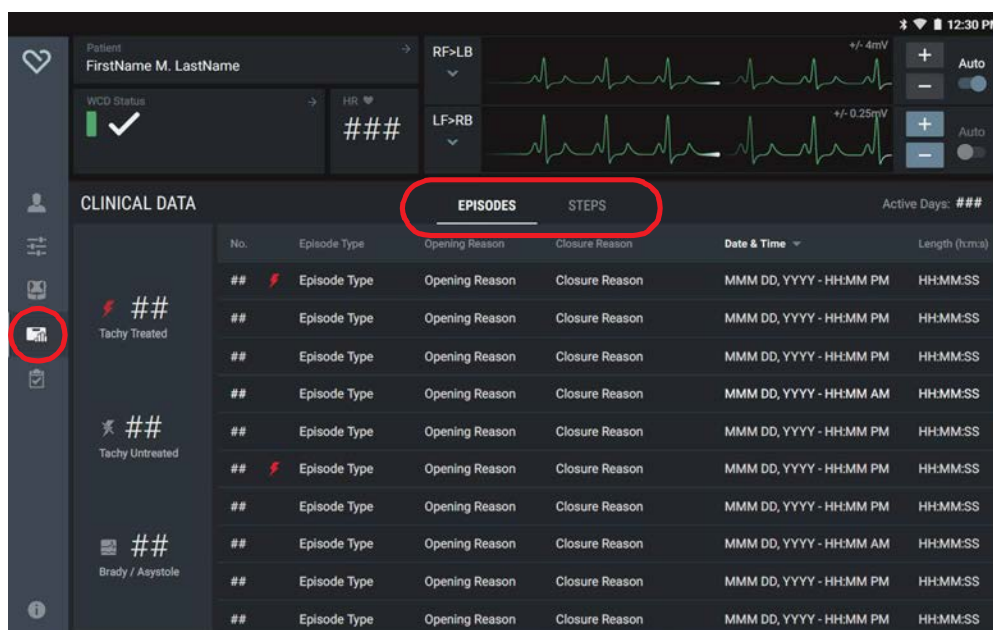 12:30 PM
Patient
FirstName M. LastName
WCD Status
HR
###
RF>LB
+/- 4mV
+
Auto
−
LF>RB
+/- 0.25mV
+
Auto
−
CLINICAL DATA
EPISODES
STEPS
Active Days: ###
No. Episode Type Opening Reason Closure Reason Date & Time Length (h:m:s)
## Episode Type Opening Reason Closure Reason MMM DD, YYYY - HH:MM PM HH:MM:SS
## Episode Type Opening Reason Closure Reason MMM DD, YYYY - HH:MM PM HH:MM:SS
## Episode Type Opening Reason Closure Reason MMM DD, YYYY - HH:MM PM HH:MM:SS
## Episode Type Opening Reason Closure Reason MMM DD, YYYY - HH:MM AM HH:MM:SS
## Episode Type Opening Reason Closure Reason MMM DD, YYYY - HH:MM PM HH:MM:SS
## Episode Type Opening Reason Closure Reason MMM DD, YYYY - HH:MM PM HH:MM:SS
## Episode Type Opening Reason Closure Reason MMM DD, YYYY - HH:MM PM HH:MM:SS
## Episode Type Opening Reason Closure Reason MMM DD, YYYY - HH:MM AM HH:MM:SS
## Episode Type Opening Reason Closure Reason MMM DD, YYYY - HH:MM PM HH:MM:SS
## Episode Type Opening Reason Closure Reason MMM DD, YYYY - HH:MM PM HH:MM:SS
##
Tachy Treated
##
Tachy Untreated
##
Brady / Asystole